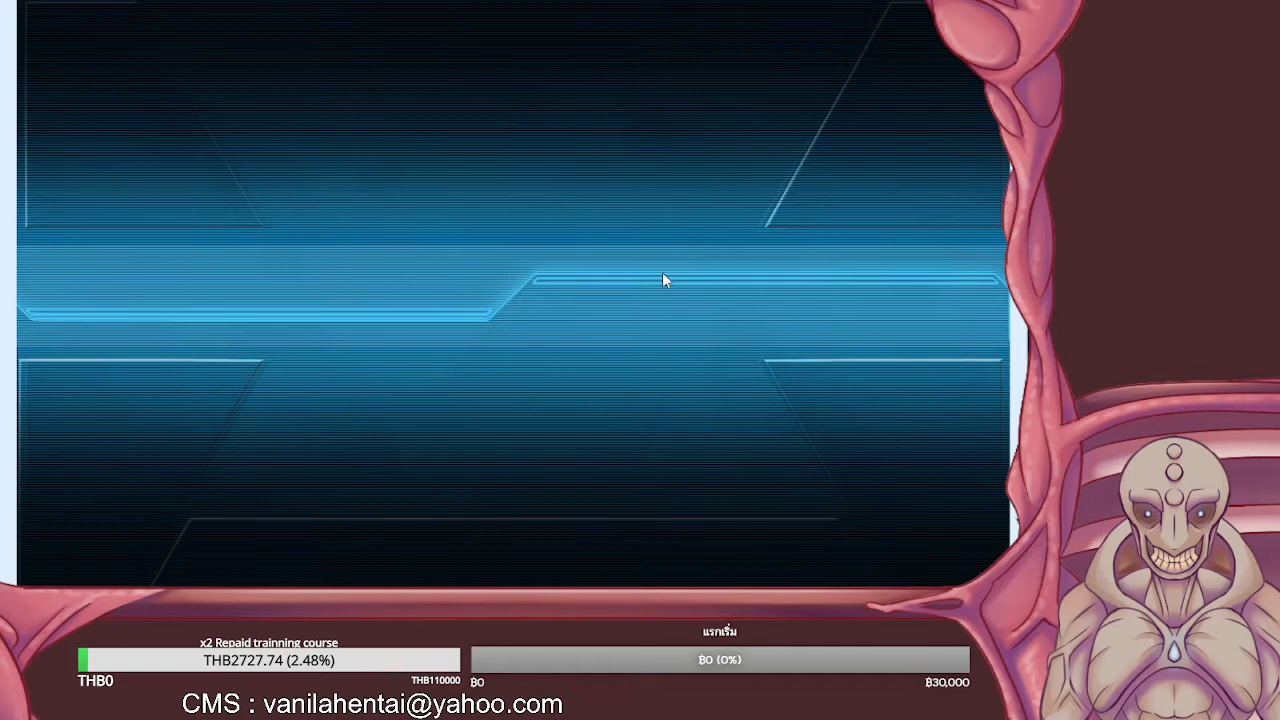 แรกเริ่ม
x2 Repaid trainning course
THB2727.74 (2.48%)
฿0 (0%)
THB0
THB110000
฿0
฿30,000
CMS : vanilahentai@yahoo.com